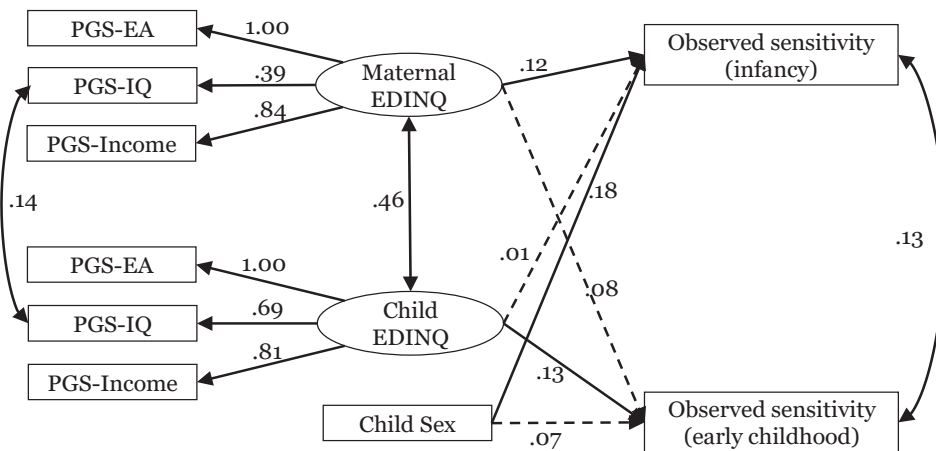 PGS-EA
1.00
PGS-IQ
.39
Maternal
EDINQ
.12
Observed sensitivity
(infancy)
PGS-Income
.84
.14
.46
.18
.13
.01
.08
PGS-EA
1.00
PGS-IQ
.69
Child
EDINQ
PGS-Income
.81
.13
Child Sex
.07
Observed sensitivity
(early childhood)